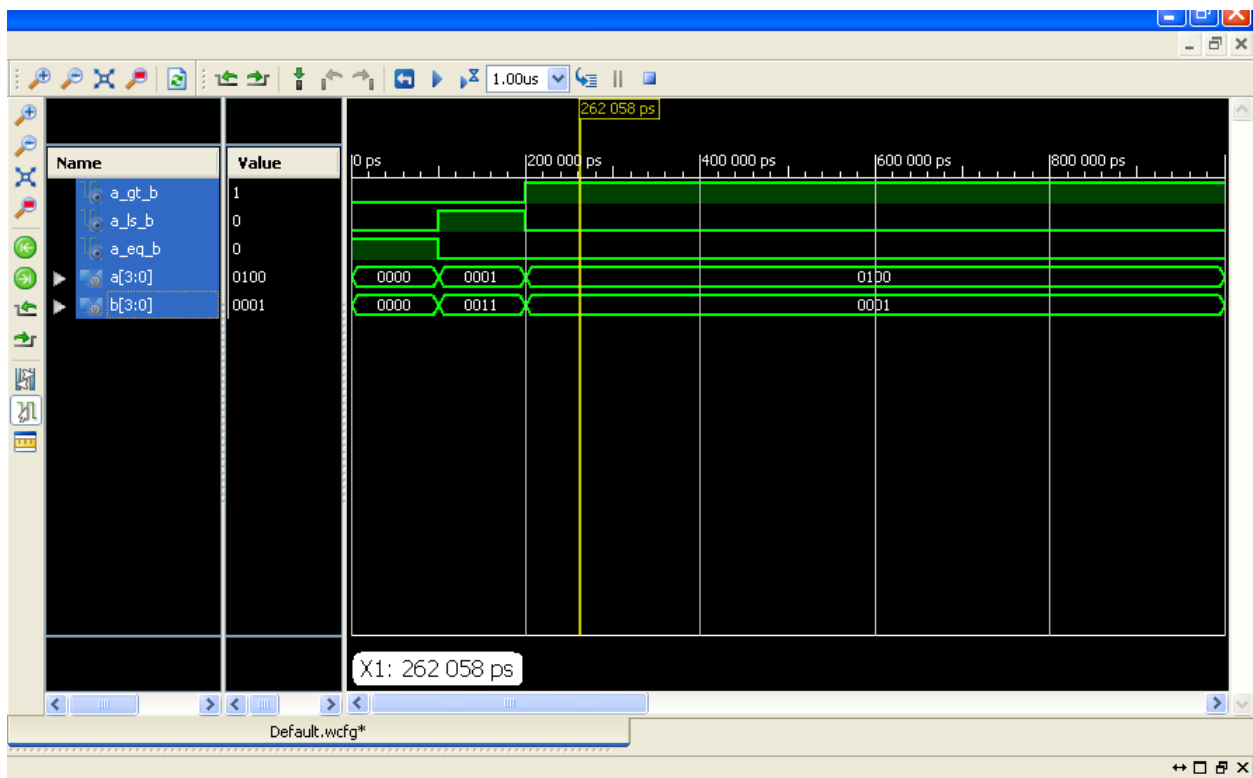 1.00us
262 058 ps
Name Value 0 ps 200 000 ps 400 000 ps 600 000 ps 800 000 ps
a_gt_b 1
a_ls_b 0
a_eq_b 0
a[3:0] 0100 0000 0001 0100
b[3:0] 0001 0000 0011 0001
X1: 262 058 ps
Default.wcfg*